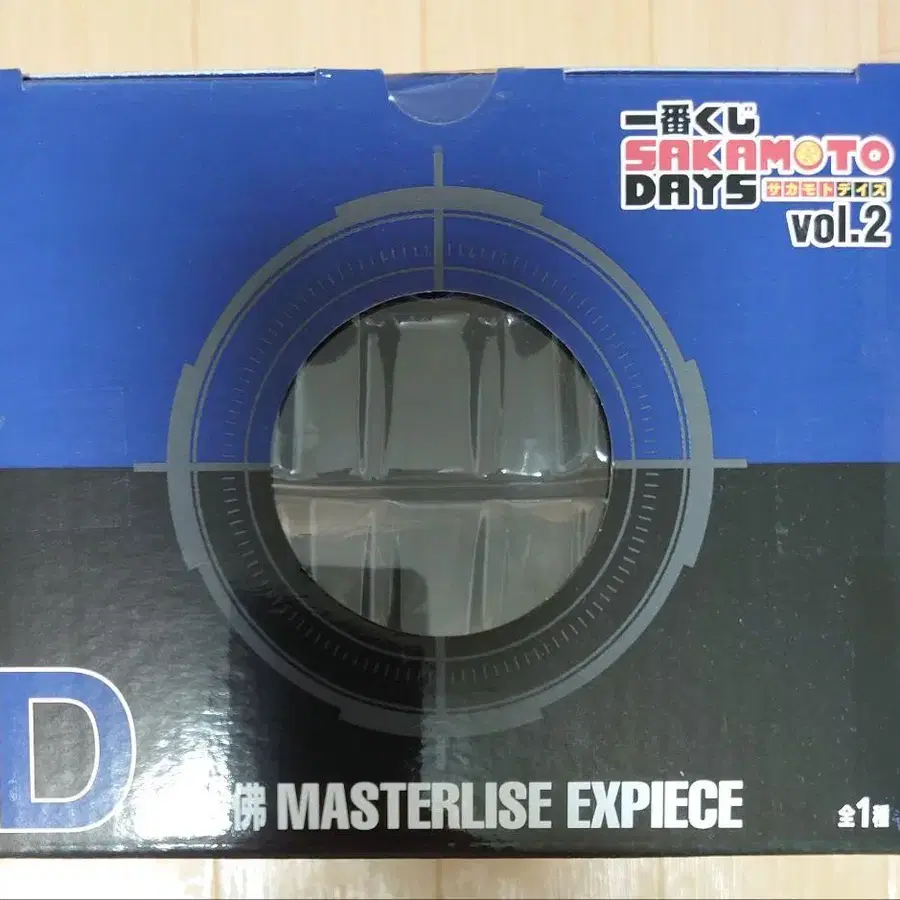 一番くじ
SAKAMOTO
DAYS サカモトデイズ
vol.2
D
佛 MASTERLISE EXPIECE
全1種